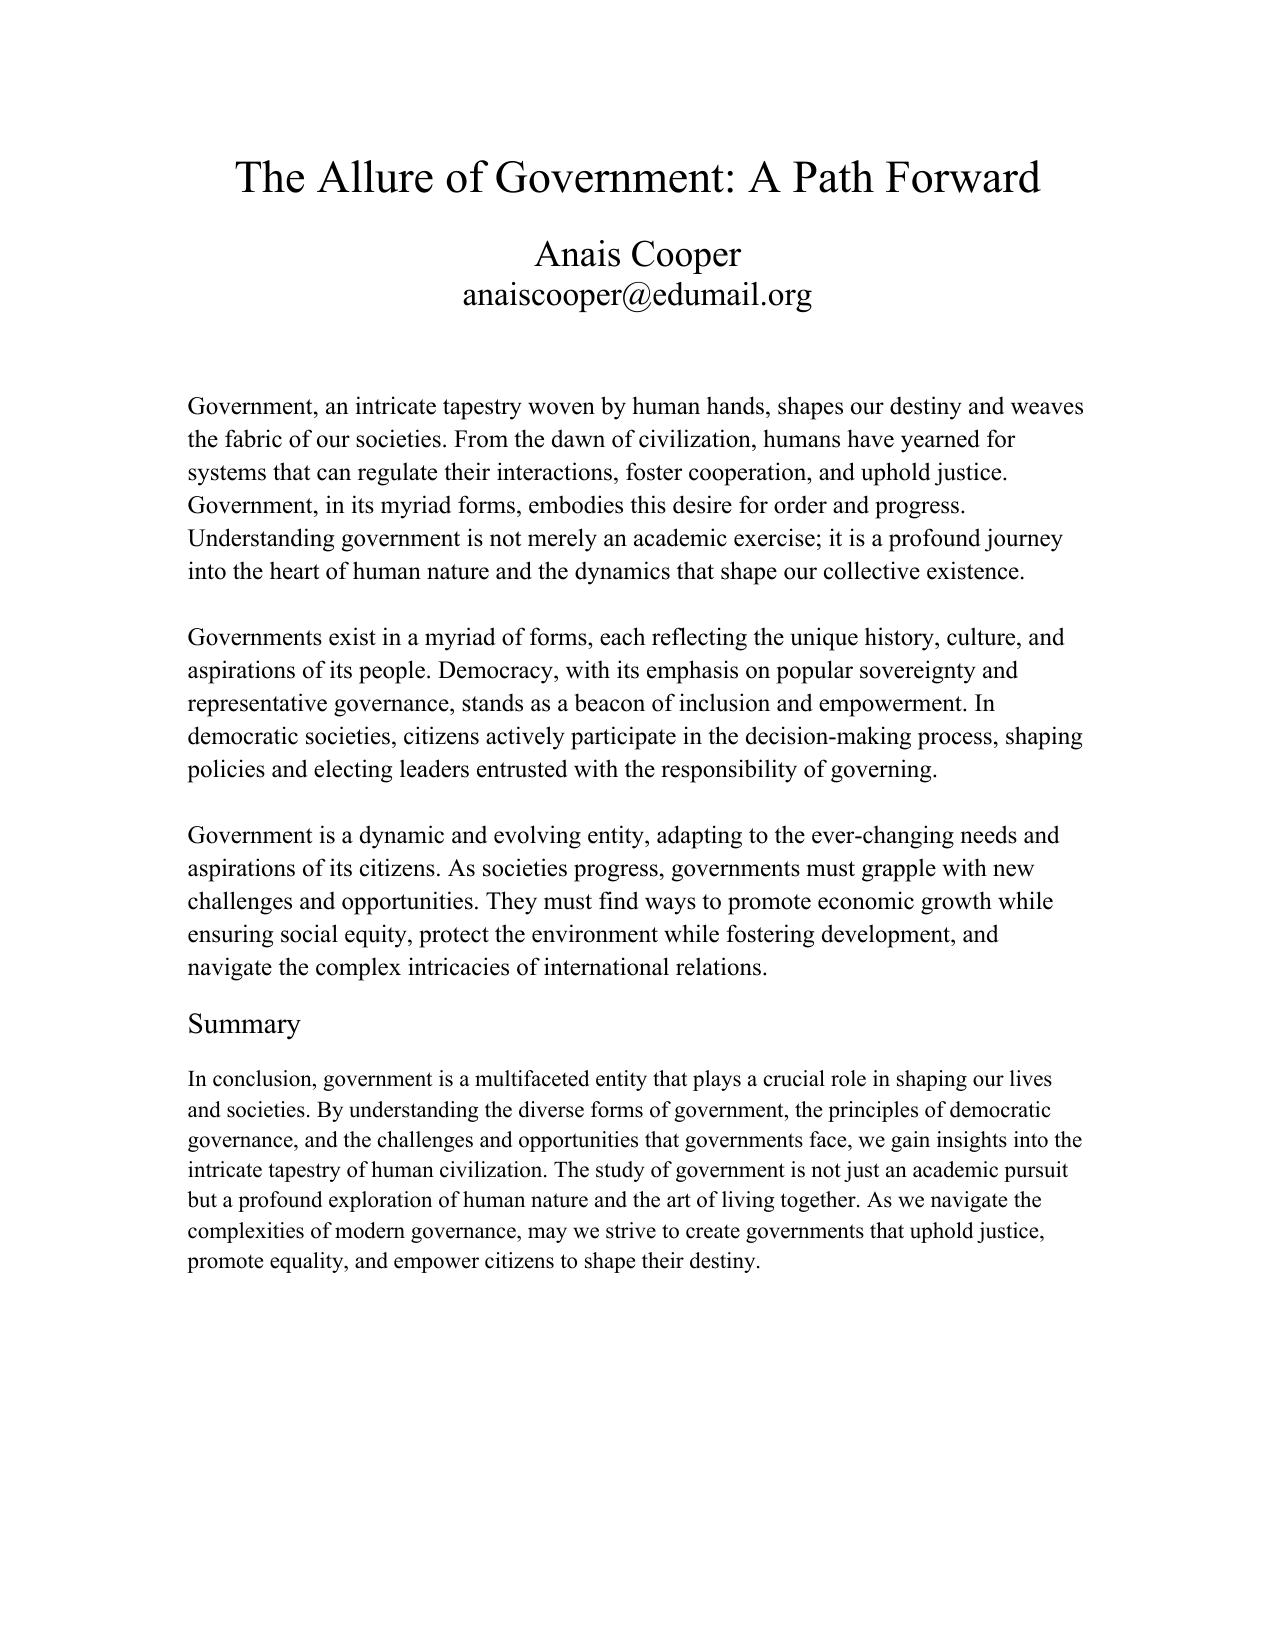 The Allure of Government: A Path Forward
Anais Cooper
anaiscooper@edumail.org
Government, an intricate tapestry woven by human hands, shapes our destiny and weaves
the fabric of our societies. From the dawn of civilization, humans have yearned for
systems that can regulate their interactions, foster cooperation, and uphold justice.
Government, in its myriad forms, embodies this desire for order and progress.
Understanding government is not merely an academic exercise; it is a profound journey
into the heart of human nature and the dynamics that shape our collective existence.
Governments exist in a myriad of forms, each reflecting the unique history, culture, and
aspirations of its people. Democracy, with its emphasis on popular sovereignty and
representative governance, stands as a beacon of inclusion and empowerment. In
democratic societies, citizens actively participate in the decision-making process, shaping
policies and electing leaders entrusted with the responsibility of governing.
Government is a dynamic and evolving entity, adapting to the ever-changing needs and
aspirations of its citizens. As societies progress, governments must grapple with new
challenges and opportunities. They must find ways to promote economic growth while
ensuring social equity, protect the environment while fostering development, and
navigate the complex intricacies of international relations.
Summary
In conclusion, government is a multifaceted entity that plays a crucial role in shaping our lives
and societies. By understanding the diverse forms of government, the principles of democratic
governance, and the challenges and opportunities that governments face, we gain insights into the
intricate tapestry of human civilization. The study of government is not just an academic pursuit
but a profound exploration of human nature and the art of living together. As we navigate the
complexities of modern governance, may we strive to create governments that uphold justice,
promote equality, and empower citizens to shape their destiny.